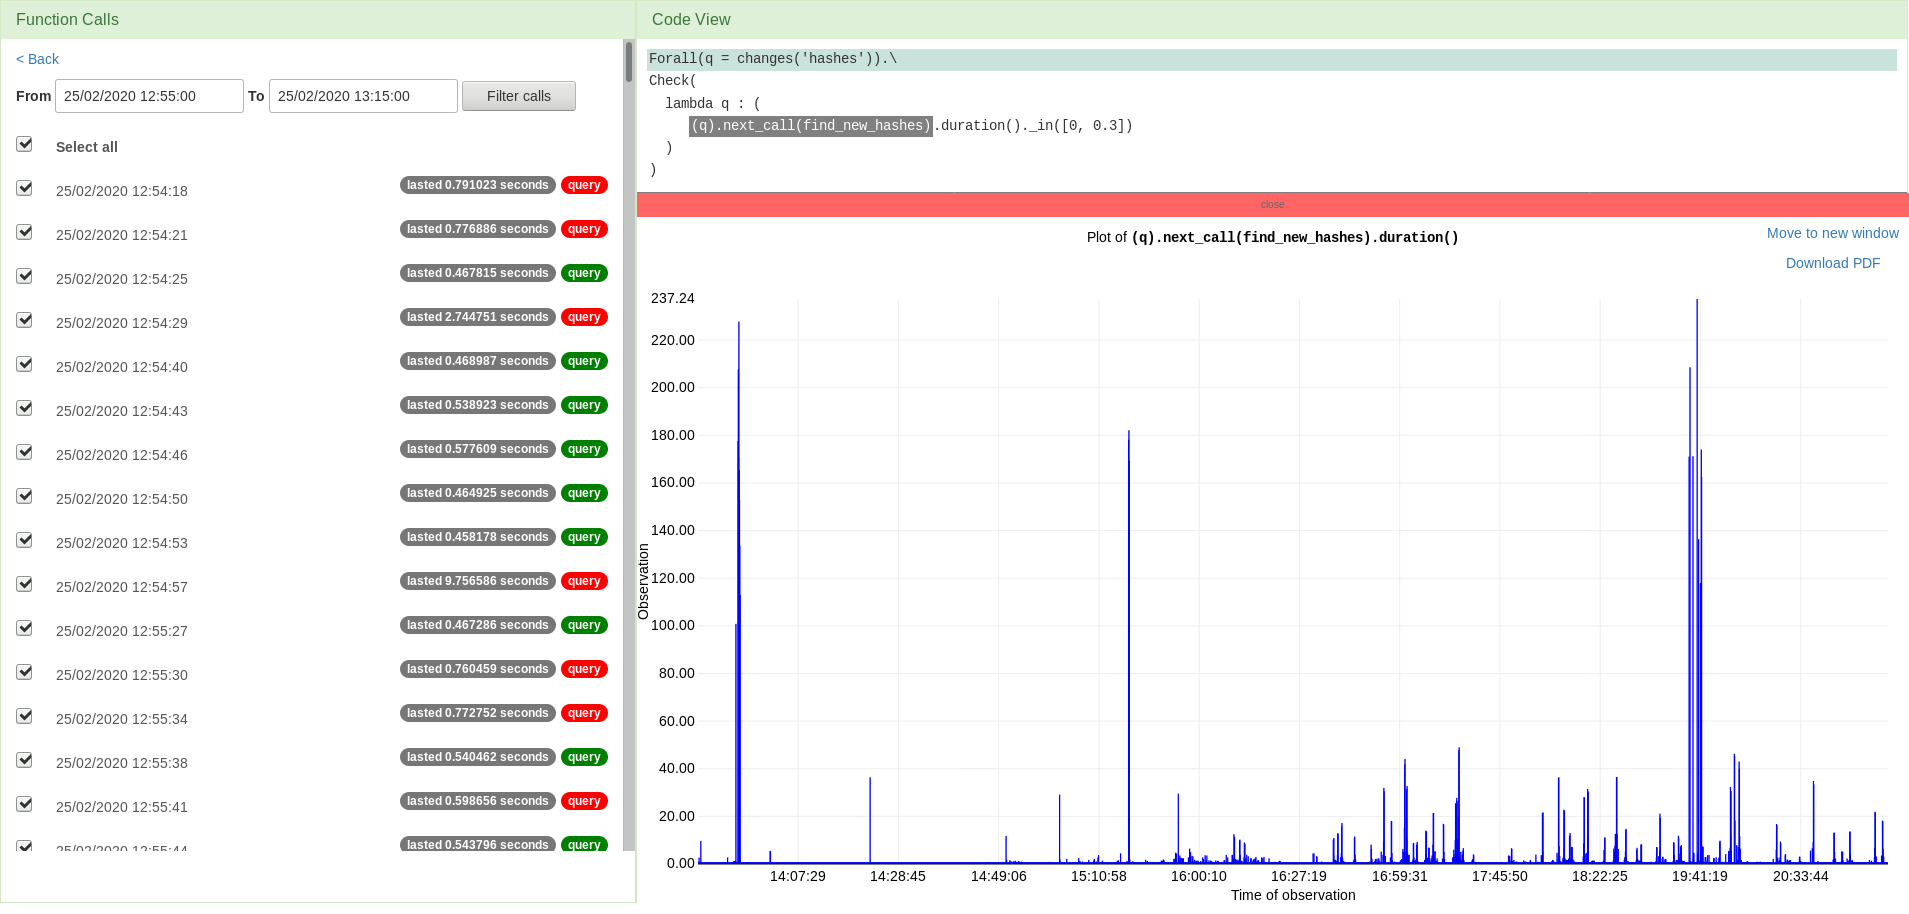 Function Calls
< Back
From 25/02/2020 12:55:00 To 25/02/2020 13:15:00 Filter calls
Select all
25/02/2020 12:54:18 lasted 0.791023 seconds query
25/02/2020 12:54:21 lasted 0.776886 seconds query
25/02/2020 12:54:25 lasted 0.467815 seconds query
25/02/2020 12:54:29 lasted 2.744751 seconds query
25/02/2020 12:54:40 lasted 0.468987 seconds query
25/02/2020 12:54:43 lasted 0.538923 seconds query
25/02/2020 12:54:46 lasted 0.577609 seconds query
25/02/2020 12:54:50 lasted 0.464925 seconds query
25/02/2020 12:54:53 lasted 0.458178 seconds query
25/02/2020 12:54:57 lasted 9.756586 seconds query
25/02/2020 12:55:27 lasted 0.467286 seconds query
25/02/2020 12:55:30 lasted 0.760459 seconds query
25/02/2020 12:55:34 lasted 0.772752 seconds query
25/02/2020 12:55:38 lasted 0.540462 seconds query
25/02/2020 12:55:41 lasted 0.598656 seconds query
25/02/2020 12:55:44 lasted 0.543796 seconds query
Code View
Forall(q = changes('hashes')).\
Check(
lambda q : (
(q).next_call(find_new_hashes).duration()._in([0, 0.3])
)
)
close
Plot of (q).next_call(find_new_hashes).duration()
Move to new window
Download PDF
237.24
220.00
200.00
180.00
160.00
140.00
120.00
100.00
80.00
60.00
40.00
20.00
0.00
Observation
14:07:29 14:28:45 14:49:06 15:10:58 16:00:10 16:27:19 16:59:31 17:45:50 18:22:25 19:41:19 20:33:44
Time of observation